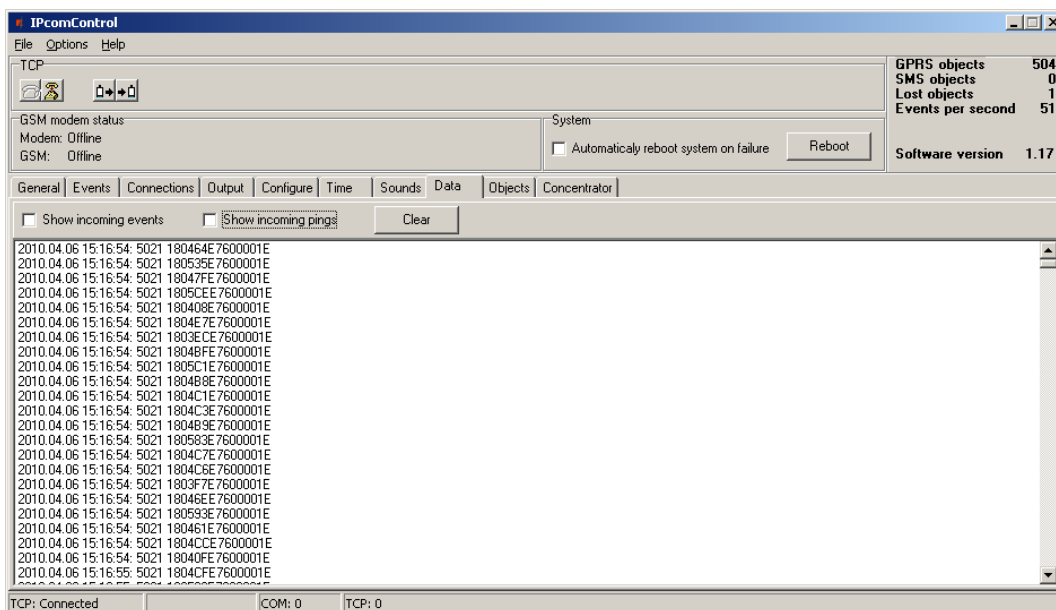 IPcomControl
File Options Help
TCP
GPRS objects 504
SMS objects 0
Lost objects 1
Events per second 51
Software version 1.17
GSM modem status
Modem: Offline
GSM: Offline
System
Automaticaly reboot system on failure
Reboot
General Events Connections Output Configure Time Sounds Data Objects Concentrator
Show incoming events Show incoming pings Clear
2010.04.06 15:16:54: 5021 180464E7600001E
2010.04.06 15:16:54: 5021 180535E7600001E
2010.04.06 15:16:54: 5021 18047FE7600001E
2010.04.06 15:16:54: 5021 1805CEE7600001E
2010.04.06 15:16:54: 5021 180408E7600001E
2010.04.06 15:16:54: 5021 1804E7E7600001E
2010.04.06 15:16:54: 5021 1803ECE7600001E
2010.04.06 15:16:54: 5021 1804BFE7600001E
2010.04.06 15:16:54: 5021 1805C1E7600001E
2010.04.06 15:16:54: 5021 1804B8E7600001E
2010.04.06 15:16:54: 5021 1804C1E7600001E
2010.04.06 15:16:54: 5021 1804C3E7600001E
2010.04.06 15:16:54: 5021 1804B9E7600001E
2010.04.06 15:16:54: 5021 180583E7600001E
2010.04.06 15:16:54: 5021 1804C7E7600001E
2010.04.06 15:16:54: 5021 1804C6E7600001E
2010.04.06 15:16:54: 5021 1803F7E7600001E
2010.04.06 15:16:54: 5021 18046EE7600001E
2010.04.06 15:16:54: 5021 180593E7600001E
2010.04.06 15:16:54: 5021 180461E7600001E
2010.04.06 15:16:54: 5021 1804CCE7600001E
2010.04.06 15:16:54: 5021 18040FE7600001E
2010.04.06 15:16:55: 5021 1804CFE7600001E
TCP: Connected COM: 0 TCP: 0